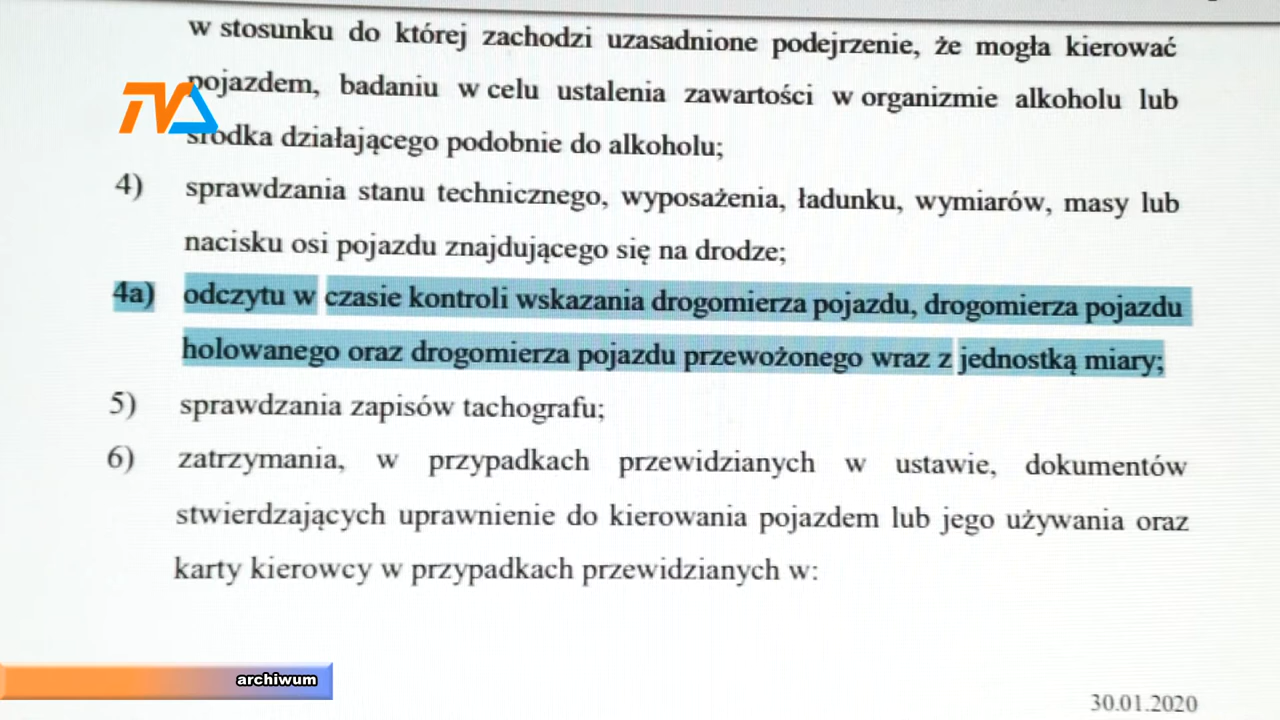 w stosunku do której zachodzi uzasadnione podejrzenie, że mogła kierować
pojazdem, badaniu w celu ustalenia zawartości w organizmie alkoholu lub
TVA
środka działającego podobnie do alkoholu;
4) sprawdzania stanu technicznego, wyposażenia, ładunku, wymiarów, masy lub
nacisku osi pojazdu znajdującego się na drodze;
4a) odczytu w czasie kontroli wskazania drogomierza pojazdu, drogomierza pojazdu
holowanego oraz drogomierza pojazdu przewożonego wraz z jednostką miary;
5) sprawdzania zapisów tachografu;
6) zatrzymania, w przypadkach przewidzianych w ustawie, dokumentów
stwierdzających uprawnienie do kierowania pojazdem lub jego używania oraz
karty kierowcy w przypadkach przewidzianych w:
archiwum
30.01.2020